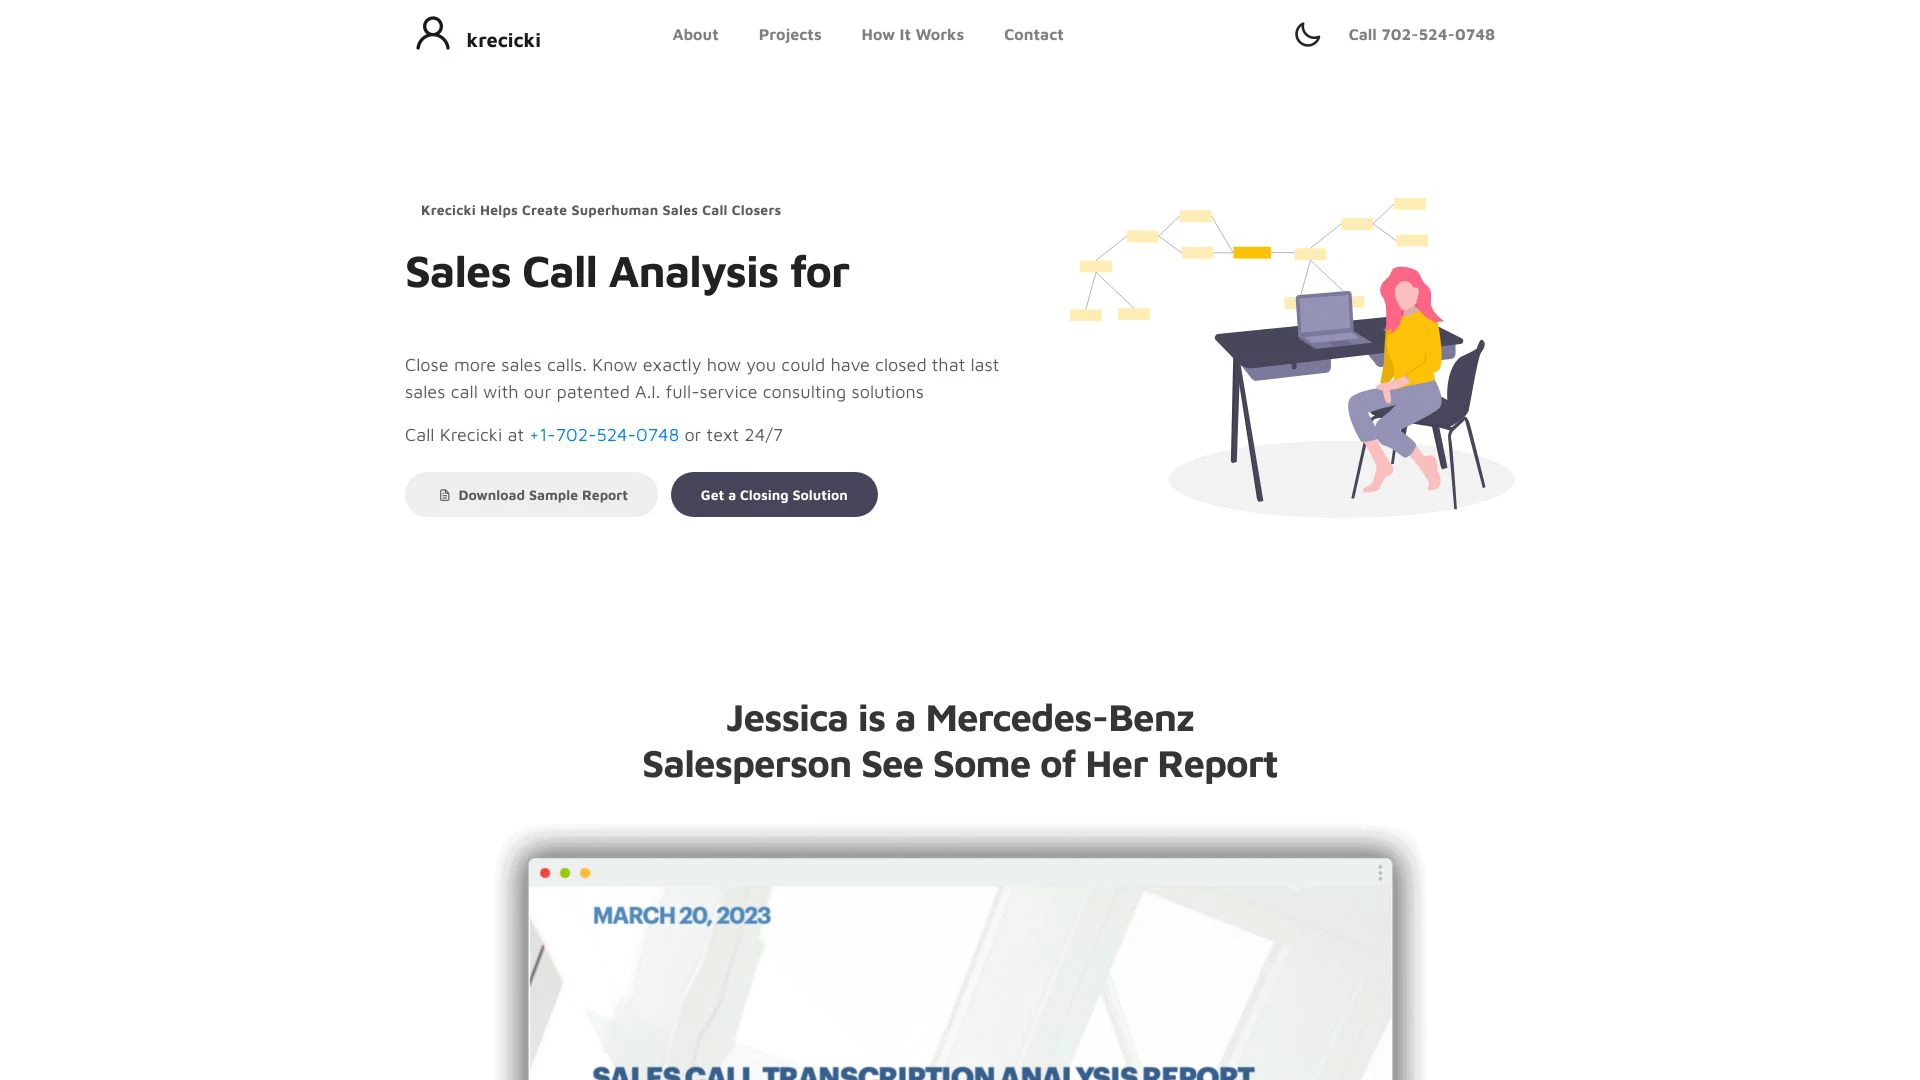 krecicki
About
Projects
How It Works
Contact
Call 702-524-0748
Krecicki Helps Create Superhuman Sales Call Closers
Sales Call Analysis for
Close more sales calls. Know exactly how you could have closed that last
sales call with our patented A.I. full-service consulting solutions
Call Krecicki at +1-702-524-0748 or text 24/7
Download Sample Report
Get a Closing Solution
Jessica is a Mercedes-Benz
Salesperson See Some of Her Report
MARCH 20, 2023
SALES CALL TRANSCRIPTION ANALYSIS REPORT